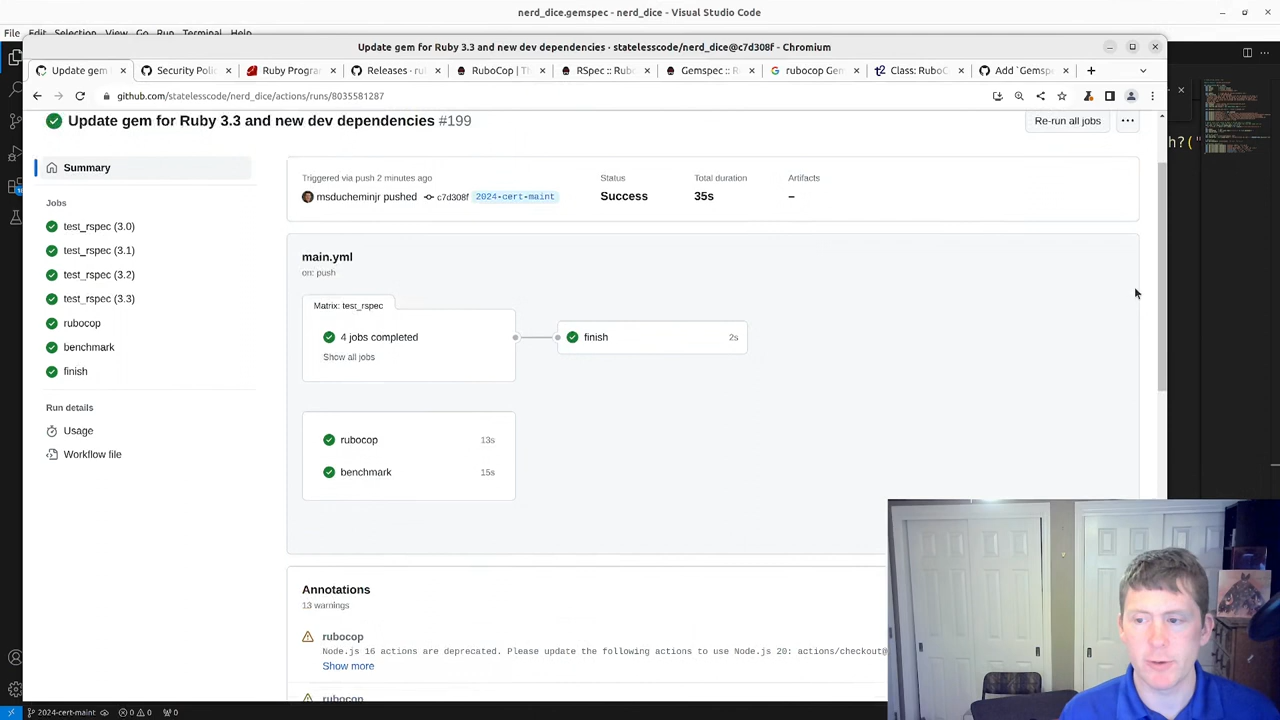 nerd_dice.gemspec - nerd_dice - Visual Studio Code
File Edit Selection View Go Run Terminal Help
Update gem for Ruby 3.3 and new dev dependencies · statelesscode/nerd_dice@c7d308f - Chromium
Update gem
Security Poli
Ruby Progra
Releases · ru
RuboCop | Th
RSpec :: Rub
Gemspec :: R
rubocop Gem
Class: RuboC
Add `Gemsp
github.com/statelesscode/nerd_dice/actions/runs/8035581287
Update gem for Ruby 3.3 and new dev dependencies #199
Re-run all jobs
h?("
Summary
Jobs
test_rspec (3.0)
test_rspec (3.1)
test_rspec (3.2)
test_rspec (3.3)
rubocop
benchmark
finish
Run details
Usage
Workflow file
Triggered via push 2 minutes ago
msducheminjr pushed c7d308f 2024-cert-maint
Status
Success
Total duration
35s
Artifacts
–
main.yml
on: push
Matrix: test_rspec
4 jobs completed
Show all jobs
finish 2s
rubocop 13s
benchmark 15s
Annotations
13 warnings
rubocop
Node.js 16 actions are deprecated. Please update the following actions to use Node.js 20: actions/checkout@
Show more
rubocop
2024-cert-maint 0 0 0